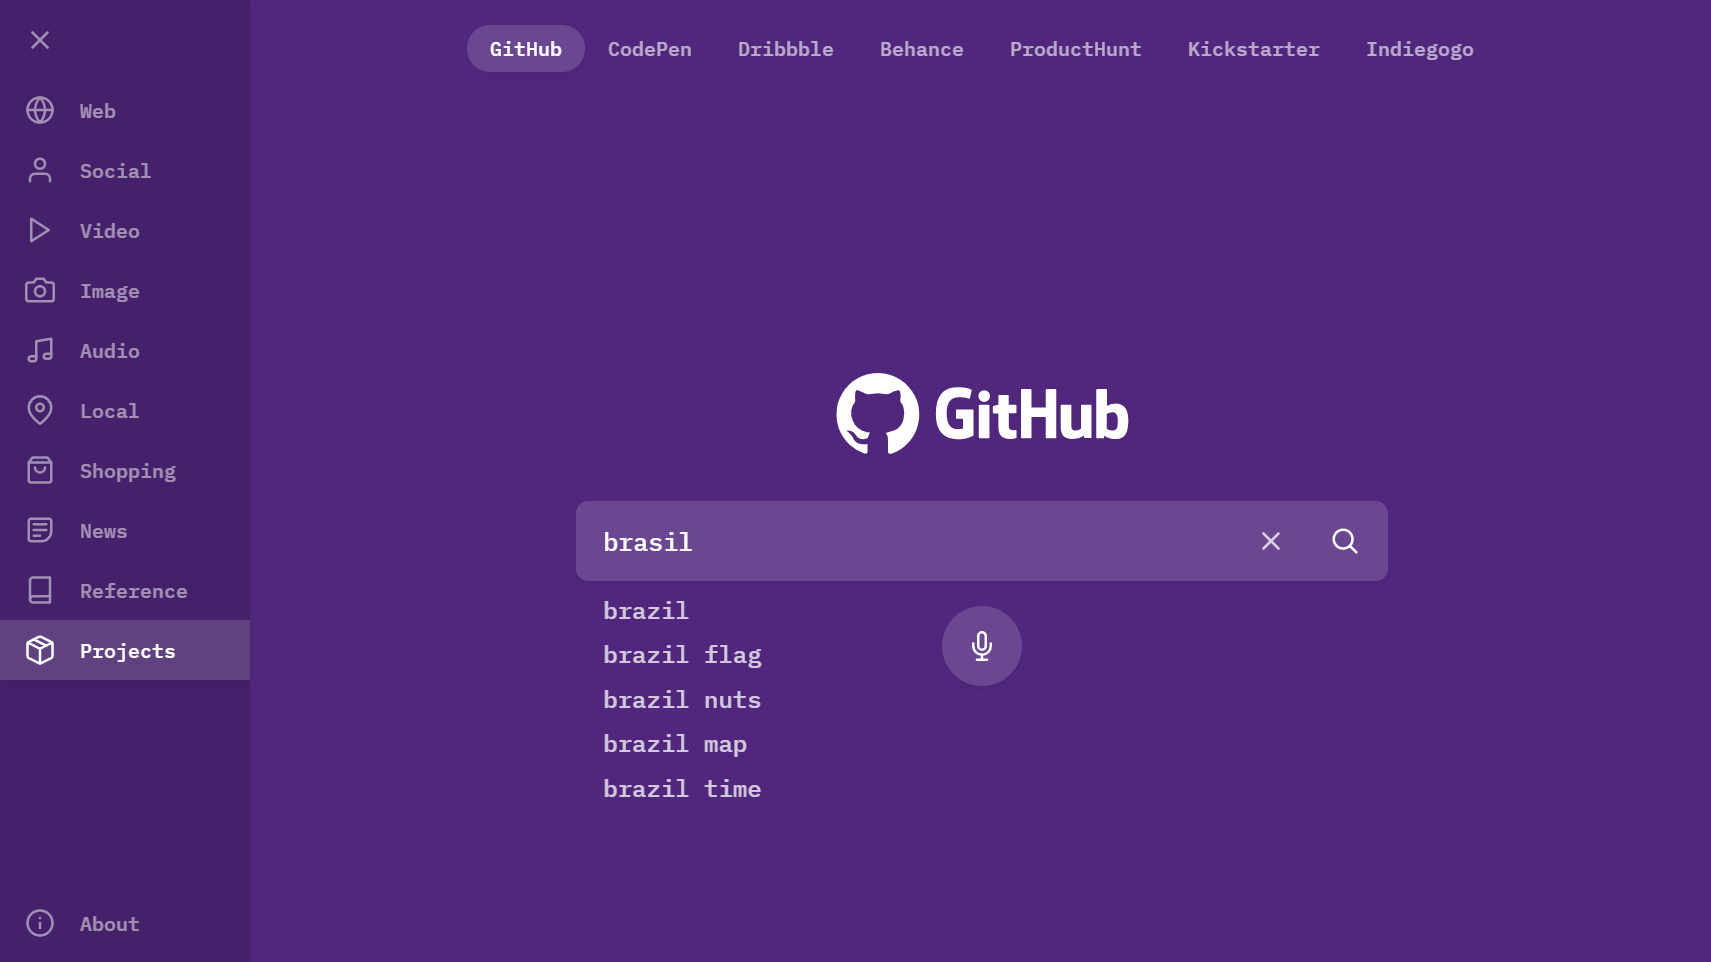 GitHub CodePen Dribbble Behance ProductHunt Kickstarter Indiegogo
Web
Social
Video
Image
Audio
Local
Shopping
News
Reference
Projects
About
GitHub
brasil
brazil
brazil flag
brazil nuts
brazil map
brazil time